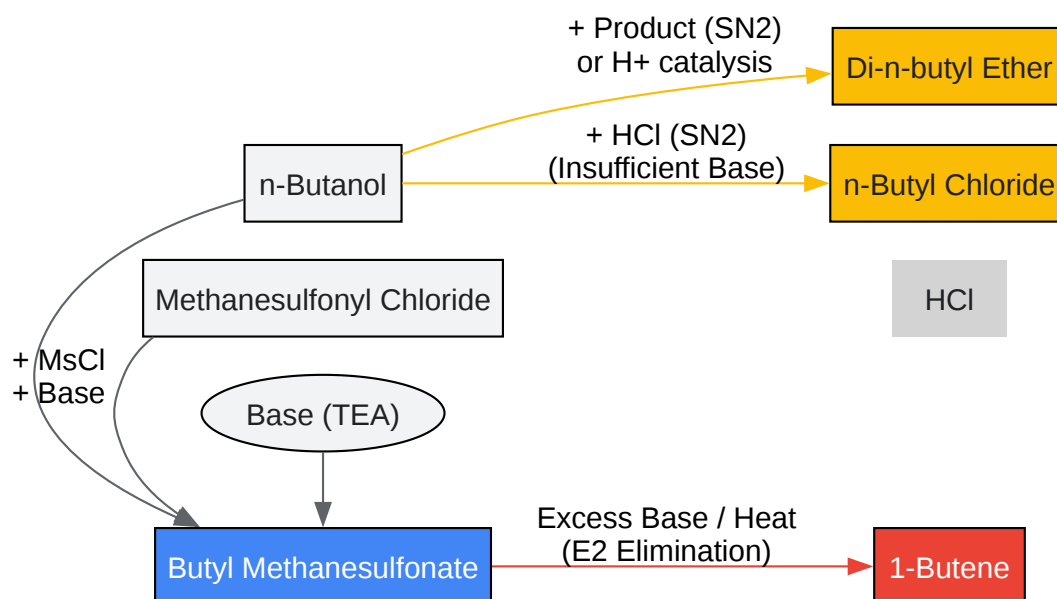 + Product (SN2)
or H+ catalysis
Di-n-butyl Ether
n-Butanol
+ HCl (SN2)
(Insufficient Base)
n-Butyl Chloride
Methanesulfonyl Chloride
HCl
+ MsCl
+ Base
Base (TEA)
Butyl Methanesulfonate
Excess Base / Heat
(E2 Elimination)
1-Butene